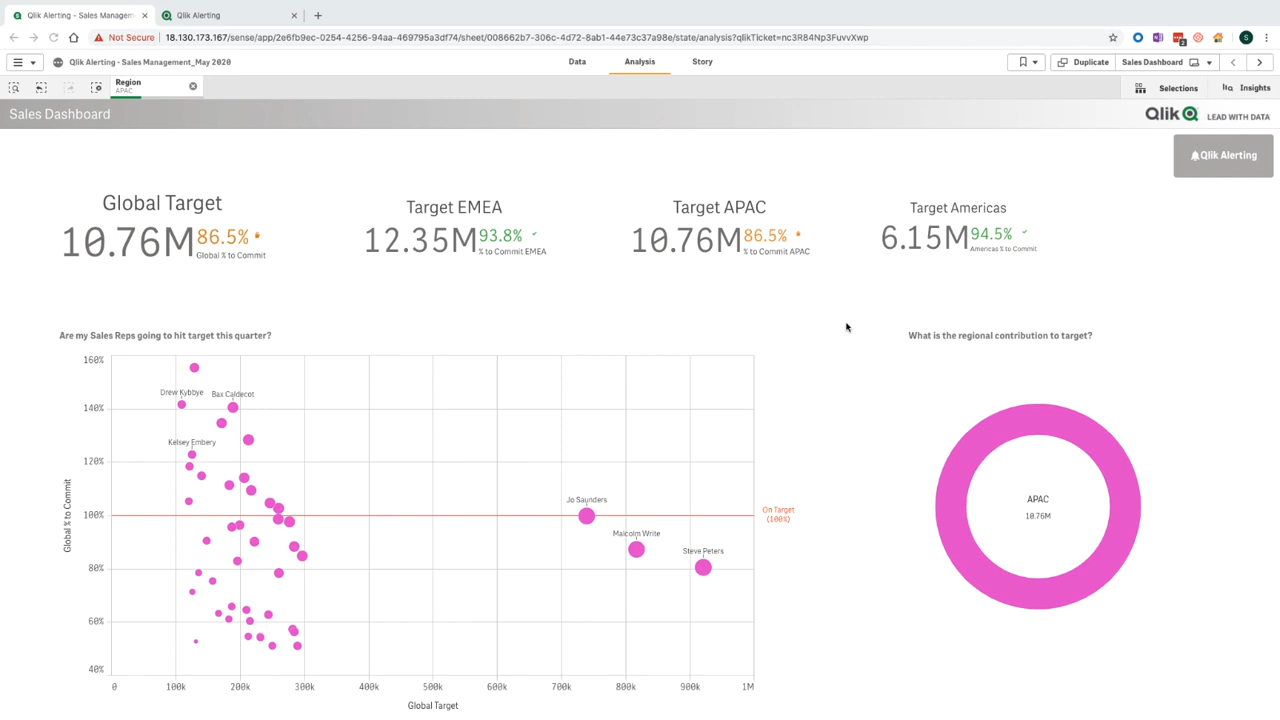 Qlik Alerting - Sales Managem
Qlik Alerting
Not Secure
18.130.173.167/sense/app/2e6fb9ec-0254-4256-94aa-469795a3df74/sheet/008662b7-306c-4d72-8ab1-44e73c37a98e/state/analysis?qlikTicket=nc3R84Np3FuvvXwp
2
S
Qlik Alerting - Sales Management_May 2020
Data
Analysis
Story
Duplicate
Sales Dashboard
Region
APAC
Selections
Insights
Sales Dashboard
Qlik
LEAD WITH DATA
Qlik Alerting
Global Target
10.76M 86.5%
Global % to Commit
Target EMEA
12.35M 93.8%
% to Commit EMEA
Target APAC
10.76M 86.5%
% to Commit APAC
Target Americas
6.15M 94.5%
Americas % to Commit
Are my Sales Reps going to hit target this quarter?
160%
140%
120%
100%
80%
60%
40%
Global % to Commit
Drew Kybbye
Bax Caldecot
Kelsey Embery
Jo Saunders
Malcolm Write
Steve Peters
On Target
(100%)
0
100k
200k
300k
400k
500k
600k
700k
800k
900k
1M
Global Target
What is the regional contribution to target?
APAC
10.76M